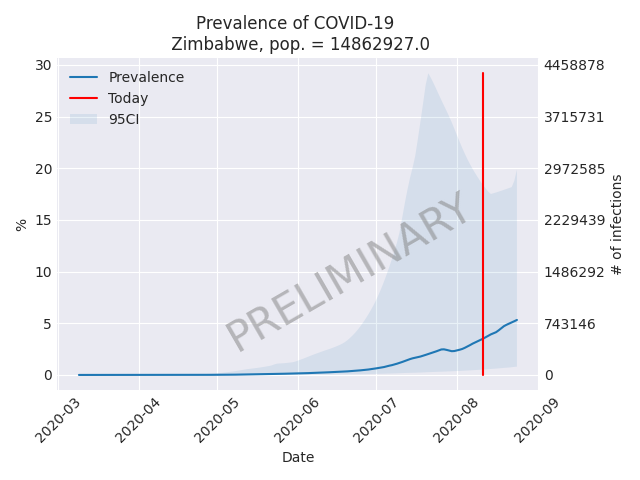 Prevalence of COVID-19
Zimbabwe, pop. = 14862927.0
Prevalence
Today
95CI
30
25
20
15
10
5
0
%
4458878
3715731
2972585
2229439
1486292
743146
0
# of infections
PRELIMINARY
2020-03
2020-04
2020-05
2020-06
2020-07
2020-08
2020-09
Date